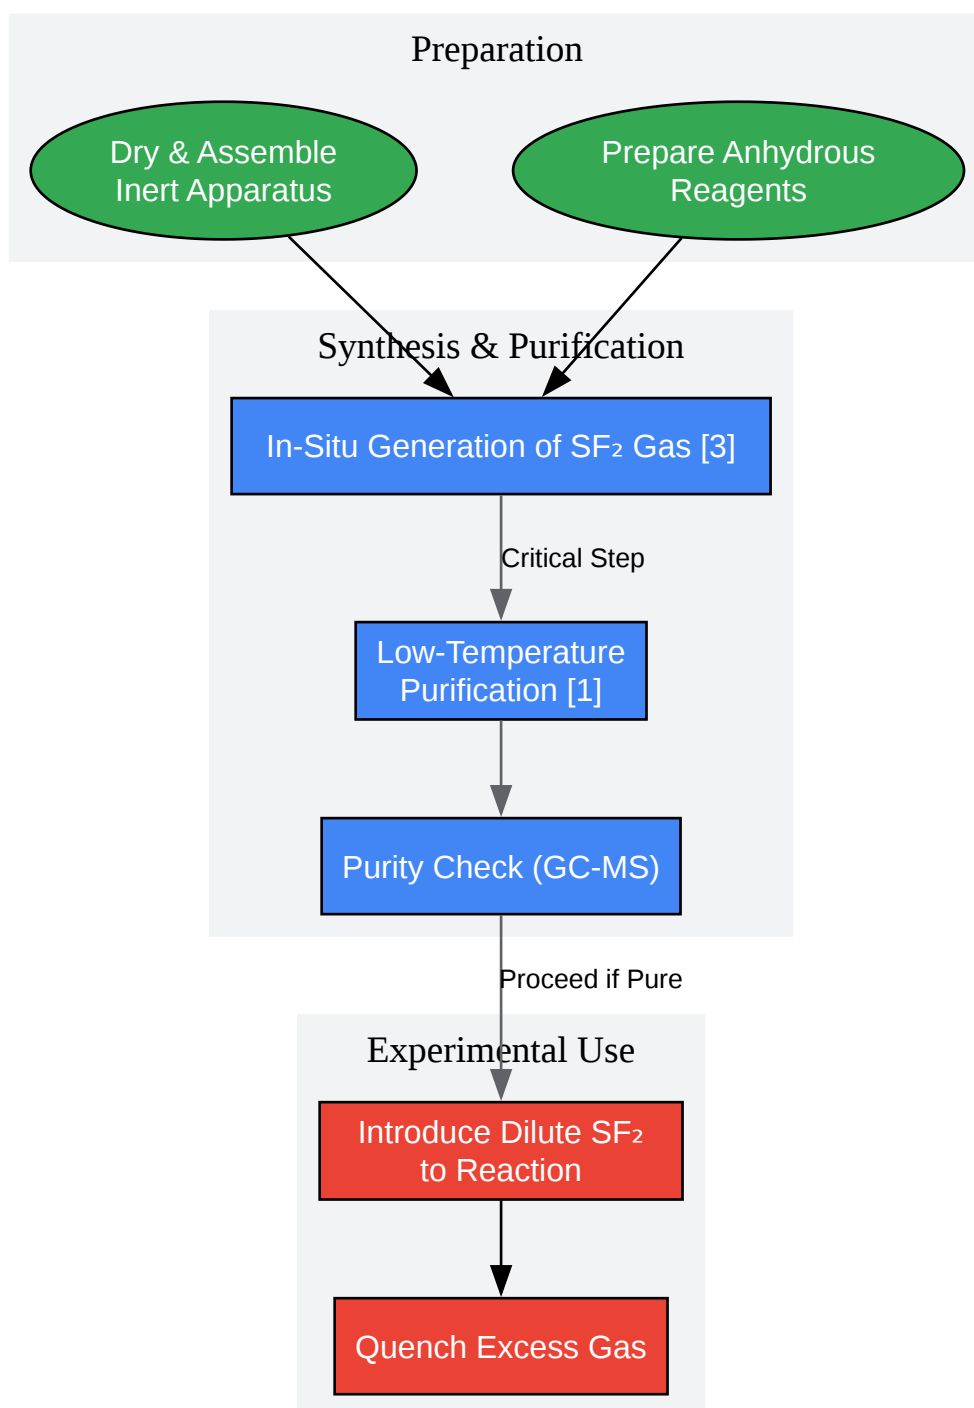 Preparation
Dry & Assemble
Inert Apparatus
Prepare Anhydrous
Reagents
Synthesis & Purification
In-Situ Generation of SF₂ Gas [3]
Critical Step
Low-Temperature
Purification [1]
Purity Check (GC-MS)
Proceed if Pure
Experimental Use
Introduce Dilute SF₂
to Reaction
Quench Excess Gas